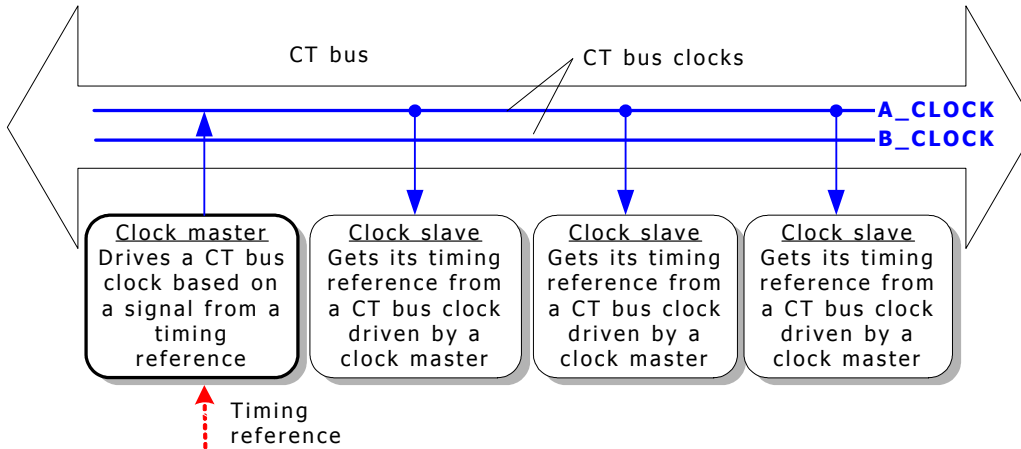 CT bus
CT bus clocks
A_CLOCK
B_CLOCK
Clock master
Drives a CT bus
clock based on
a signal from a
timing
reference
Clock slave
Gets its timing
reference from
a CT bus clock
driven by a
clock master
Clock slave
Gets its timing
reference from
a CT bus clock
driven by a
clock master
Clock slave
Gets its timing
reference from
a CT bus clock
driven by a
clock master
Timing
reference